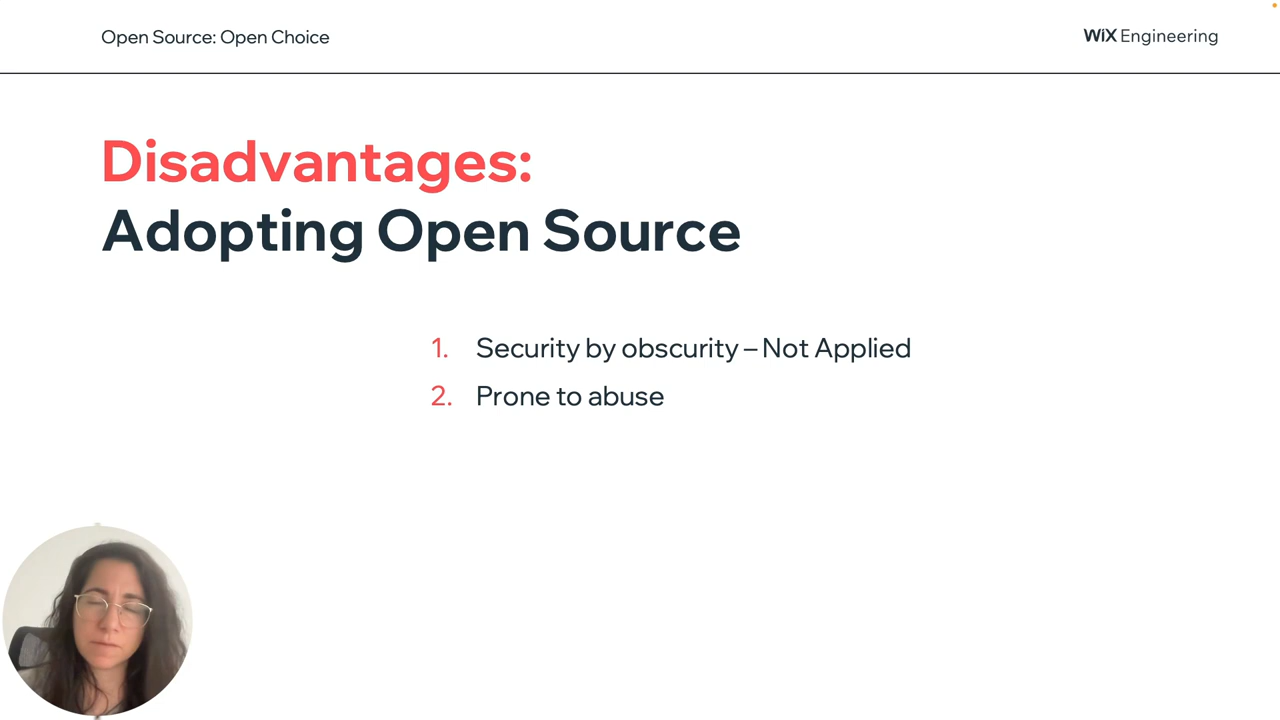 Open Source: Open Choice
WiX Engineering
Disadvantages:
Adopting Open Source
1. Security by obscurity – Not Applied
2. Prone to abuse